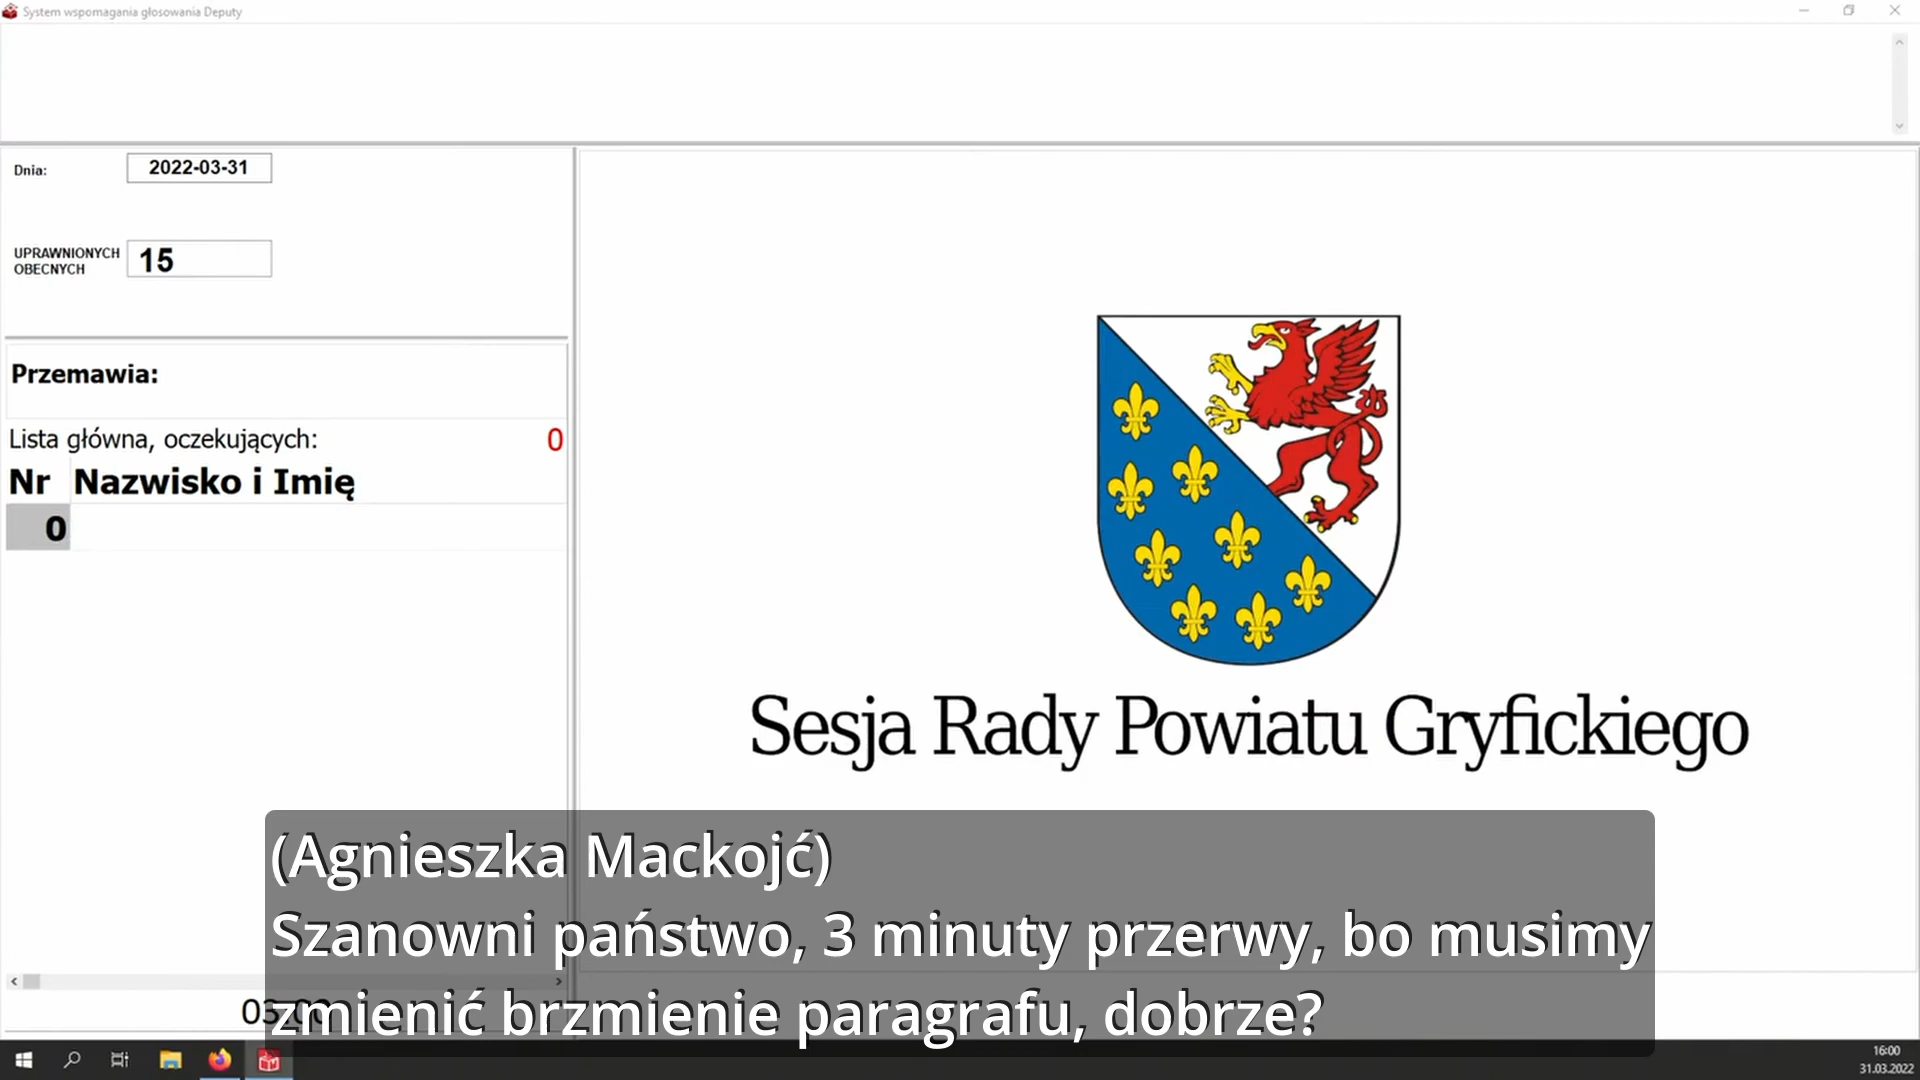 System wspomagania głosowania Deputy
Dnia:
2022-03-31
UPRAWNIONYCH
OBECNYCH
15
Przemawia:
Lista główna, oczekujących:
0
Nr Nazwisko i Imię
0
Sesja Rady Powiatu Gryfickiego
(Agnieszka Mackojć)
Szanowni państwo, 3 minuty przerwy, bo musimy
zmienić brzmienie paragrafu, dobrze?
03:00
16:00
31.03.2022